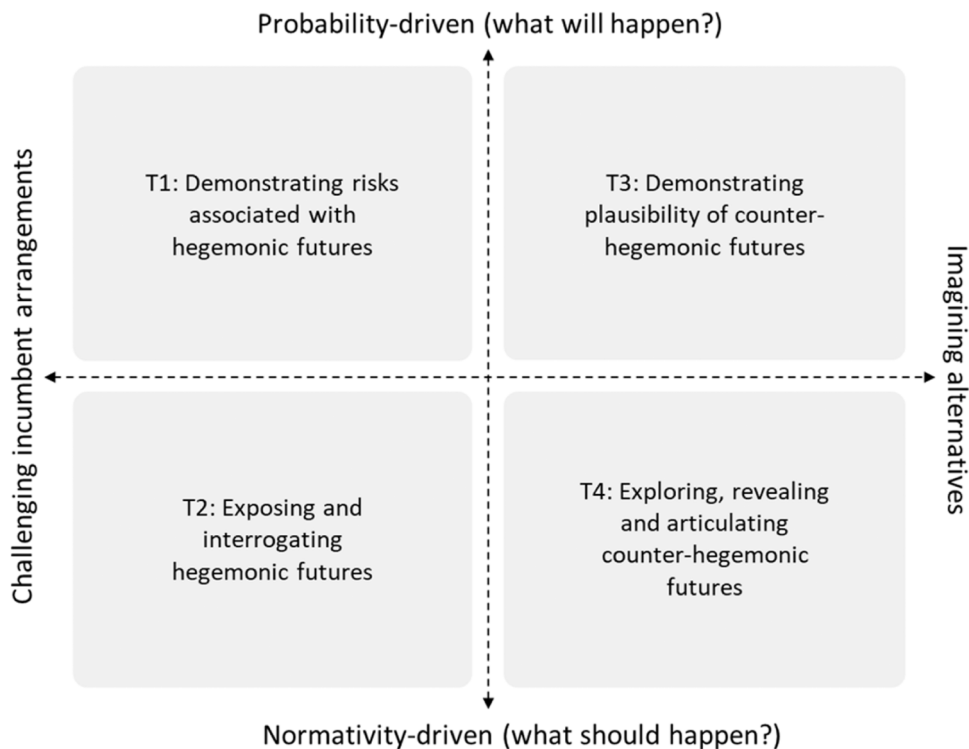 Probability-driven (what will happen?)
Challenging incumbent arrangements
T1: Demonstrating risks
associated with
hegemonic futures
T3: Demonstrating
plausibility of counter-
hegemonic futures
Imagining alternatives
T2: Exposing and
interrogating
hegemonic futures
T4: Exploring, revealing
and articulating
counter-hegemonic
futures
Normativity-driven (what should happen?)